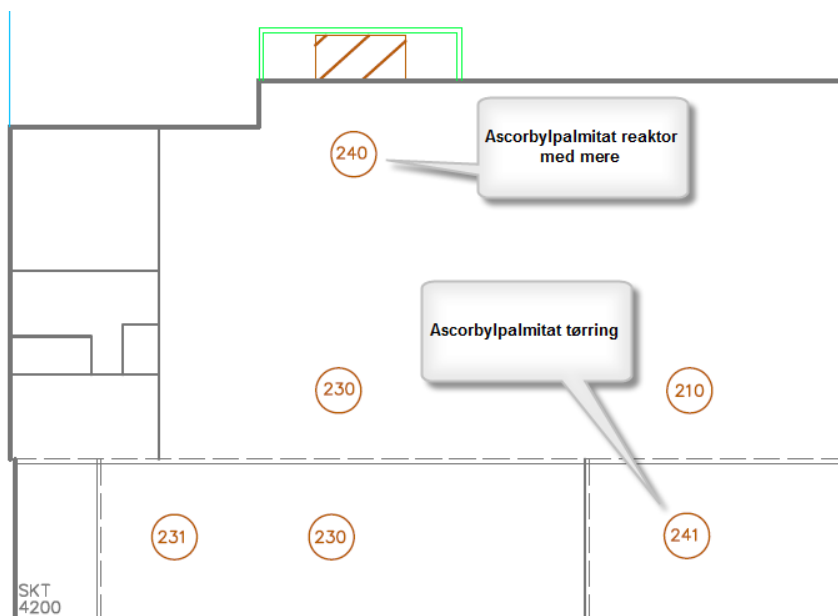 240
Ascorbylpalmitat reaktor
med mere
Ascorbylpalmitat tørring
230
210
231
230
241
SKT
4200